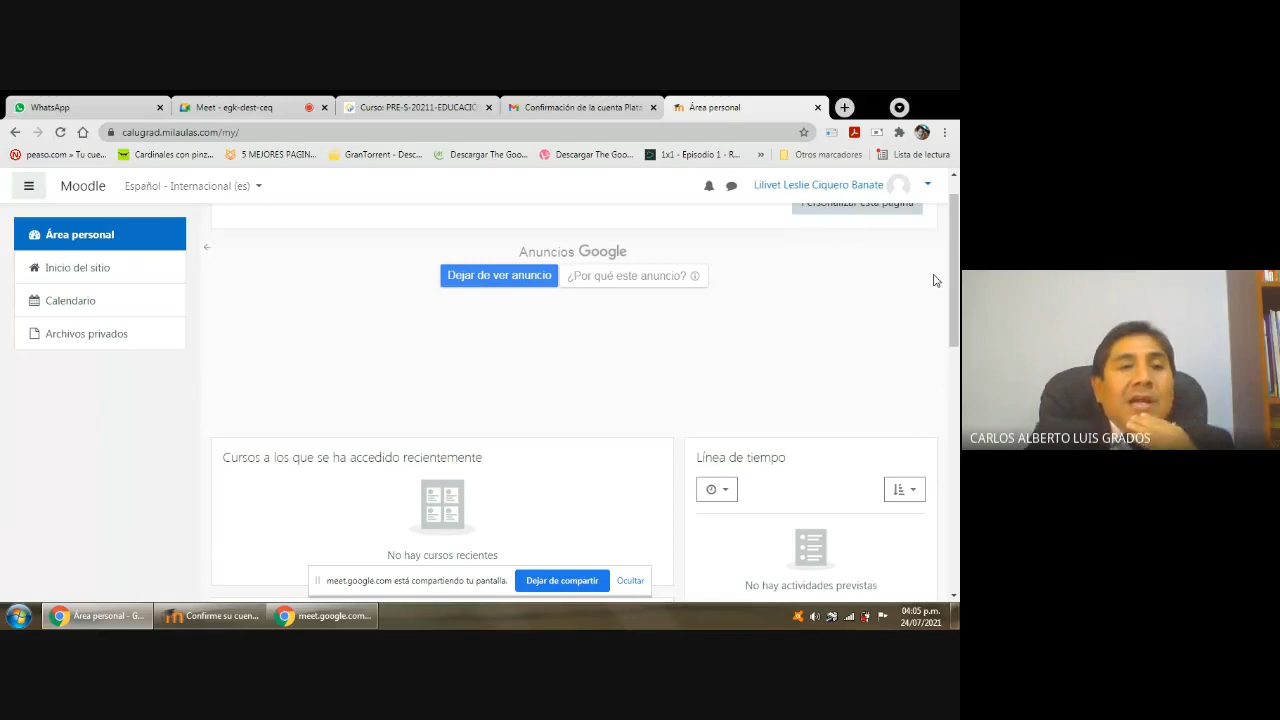 WhatsApp
Meet - egk-dest-ceq
Curso: PRE-S-20211-EDUCACIÓ
Confirmación de la cuenta Plata
Área personal
calugrad.milaulas.com/my/
peaso.com » Tu cue...
Cardinales con pinz...
5 MEJORES PAGIN...
GranTorrent - Desc...
Descargar The Goo...
Descargar The Goo...
1x1 - Episodio 1 - R...
Otros marcadores
Lista de lectura
Moodle
Español - Internacional (es)
Lilivet Leslie Ciquero Banate
Personalizar esta página
Área personal
Inicio del sitio
Calendario
Archivos privados
Anuncios Google
Dejar de ver anuncio
¿Por qué este anuncio?
Cursos a los que se ha accedido recientemente
No hay cursos recientes
Línea de tiempo
No hay actividades previstas
meet.google.com está compartiendo tu pantalla.
Dejar de compartir
Ocultar
Área personal - G...
Confirme su cuen...
meet.google.com...
04:05 p.m.
24/07/2021
CARLOS ALBERTO LUIS GRADOS